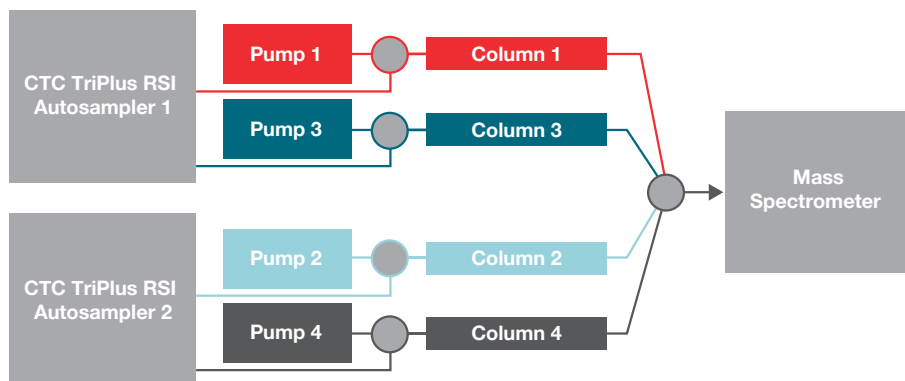 CTC TriPlus RSI
Autosampler 1
Pump 1
Column 1
Pump 3
Column 3
Mass
Spectrometer
CTC TriPlus RSI
Autosampler 2
Pump 2
Column 2
Pump 4
Column 4